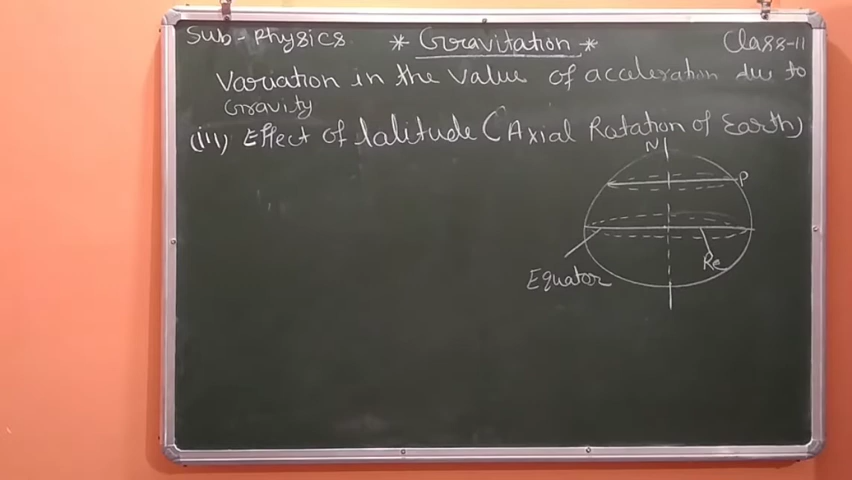 Sub - Physics * Gravitation * Class-11
Variation in the value of acceleration due to
Gravity
(iii) Effect of latitude (Axial Rotation of Earth)
N
P
Re
Equator